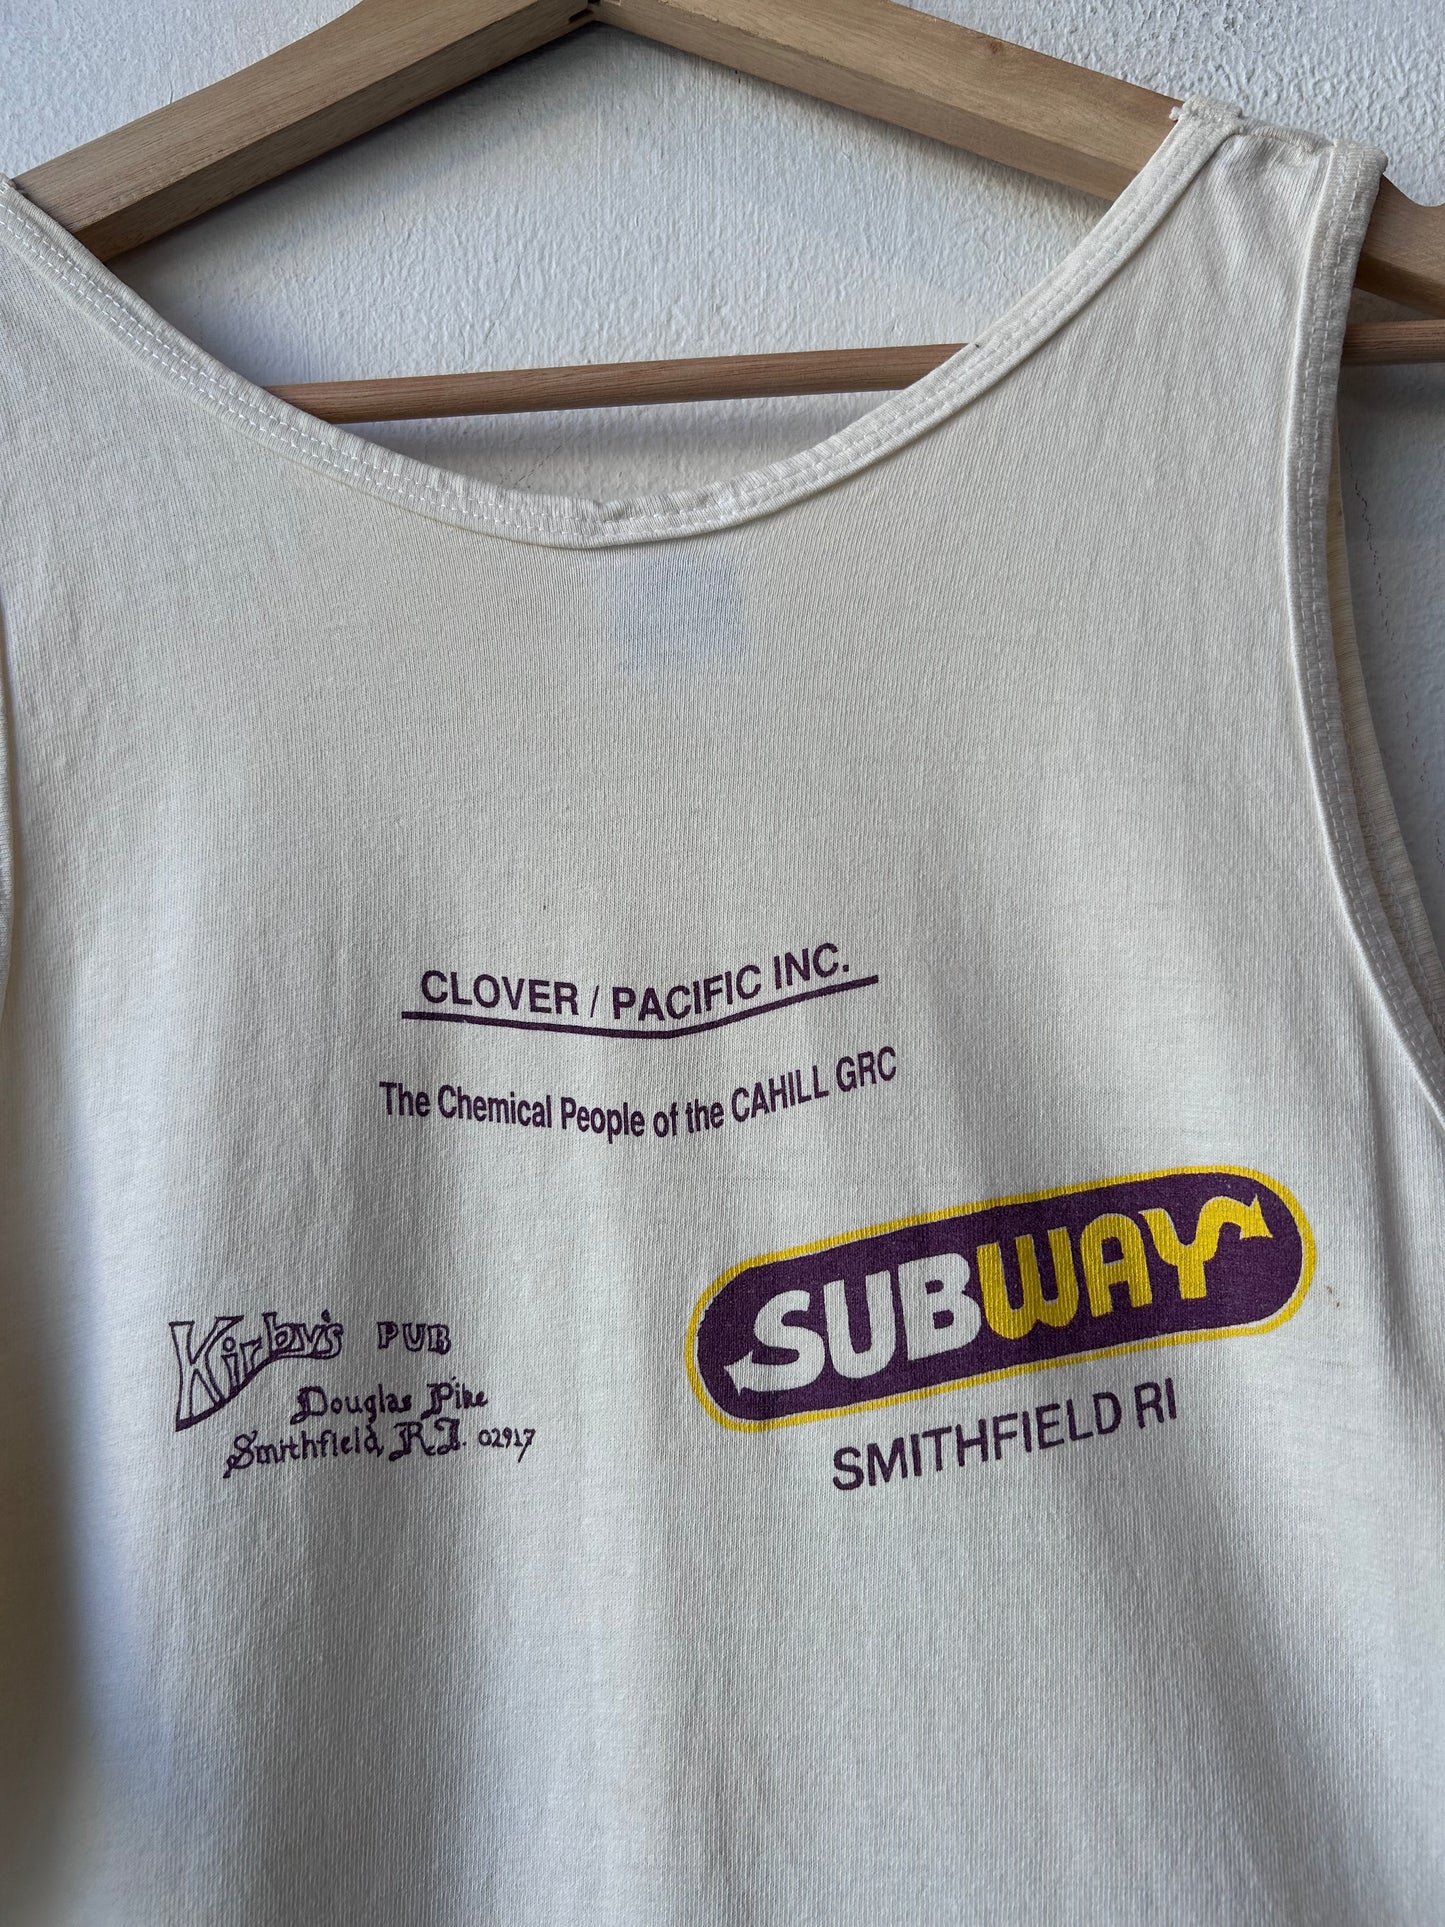 CLOVER / PACIFIC INC.
The Chemical People of the CAHILL GRC
Kirby's PUB
Douglas Pike
Smithfield, R.I. 02917
SUBWAY
SMITHFIELD RI